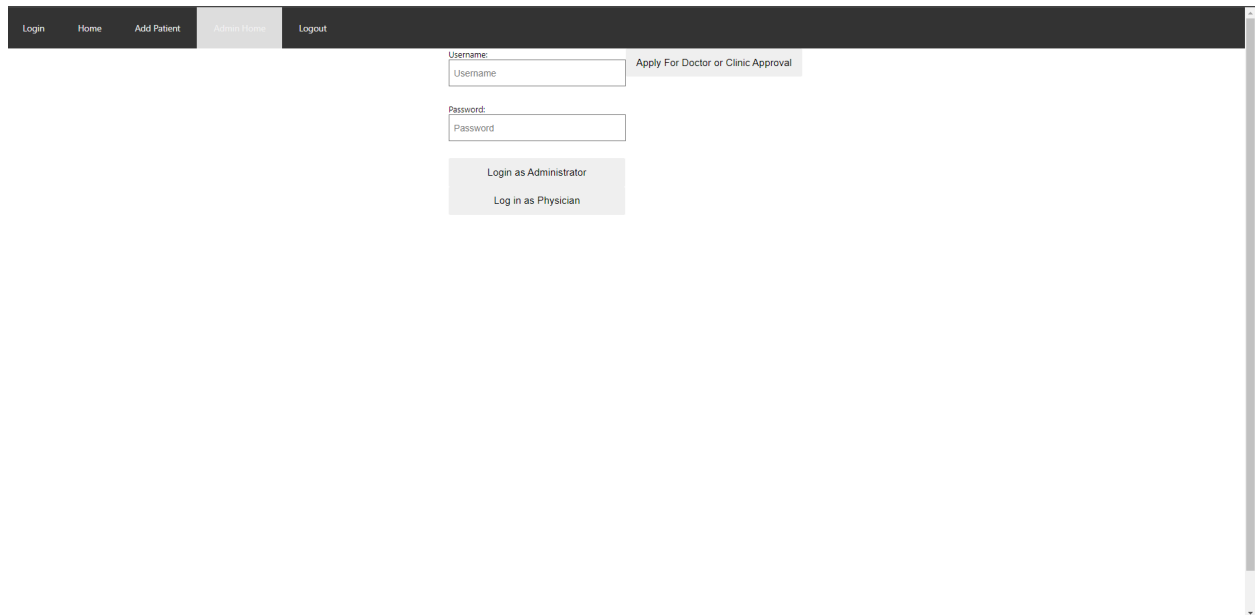 Login Home Add Patient Admin Home Logout
Username:
Username
Apply For Doctor or Clinic Approval
Password:
Password
Login as Administrator
Log in as Physician